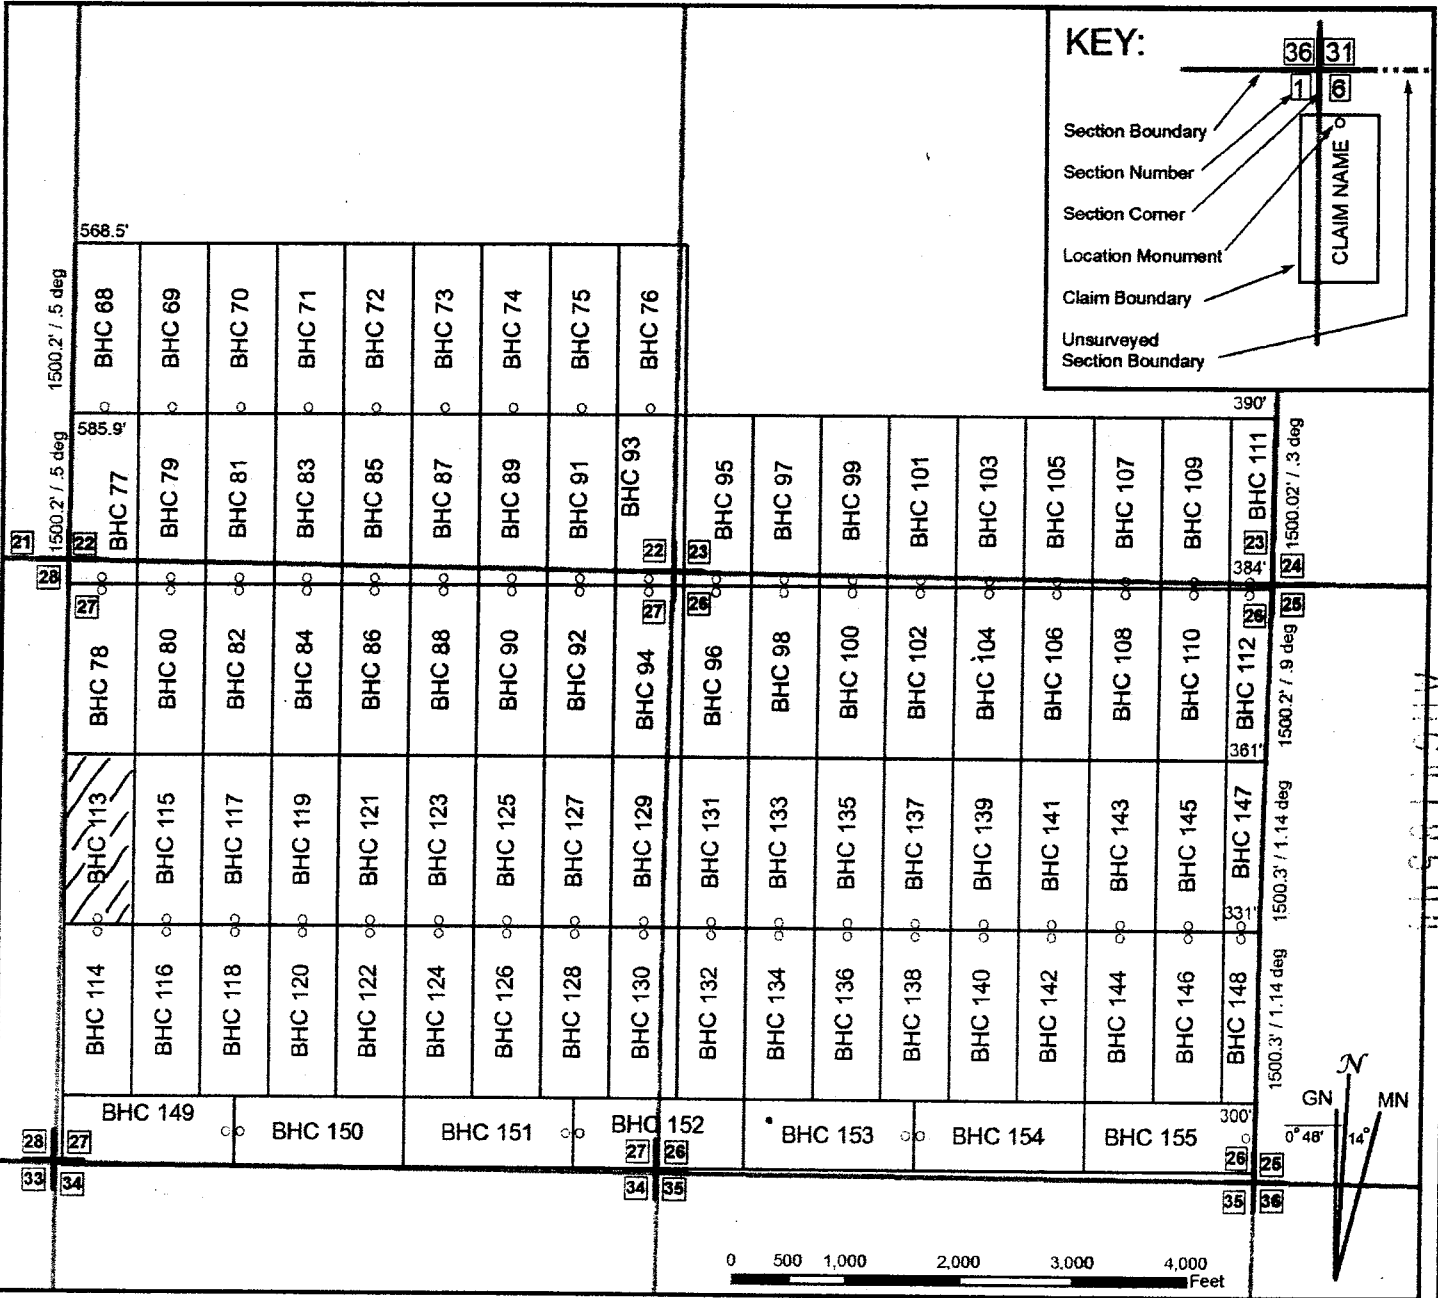 KEY:
36 31
1 6
Section Boundary
Section Number
Section Corner
Location Monument
Claim Boundary
Unsurveyed
Section Boundary
CLAIM NAME
568.5'
1500.2' / .5 deg
BHC 68
BHC 69
BHC 70
BHC 71
BHC 72
BHC 73
BHC 74
BHC 75
BHC 76
585.9'
390'
1500.2' / .5 deg
BHC 77
BHC 79
BHC 81
BHC 83
BHC 85
BHC 87
BHC 89
BHC 91
BHC 93
BHC 95
BHC 97
BHC 99
BHC 101
BHC 103
BHC 105
BHC 107
BHC 109
BHC 111
1500.02' / .3 deg
21 22
22 23
23 24
384'
28 27
27 26
26 25
BHC 78
BHC 80
BHC 82
BHC 84
BHC 86
BHC 88
BHC 90
BHC 92
BHC 94
BHC 96
BHC 98
BHC 100
BHC 102
BHC 104
BHC 106
BHC 108
BHC 110
BHC 112
1500.2' / .9 deg
361'
BHC 113
BHC 115
BHC 117
BHC 119
BHC 121
BHC 123
BHC 125
BHC 127
BHC 129
BHC 131
BHC 133
BHC 135
BHC 137
BHC 139
BHC 141
BHC 143
BHC 145
BHC 147
1500.3' / 1.14 deg
331'
BHC 114
BHC 116
BHC 118
BHC 120
BHC 122
BHC 124
BHC 126
BHC 128
BHC 130
BHC 132
BHC 134
BHC 136
BHC 138
BHC 140
BHC 142
BHC 144
BHC 146
BHC 148
1500.3' / 1.14 deg
BHC 149
BHC 150
BHC 151
BHC 152
BHC 153
BHC 154
BHC 155
300'
28 27
27 26
26 25
33 34
34 35
35 36
N
GN MN
0° 48' 14°
0 500 1,000 2,000 3,000 4,000
Feet